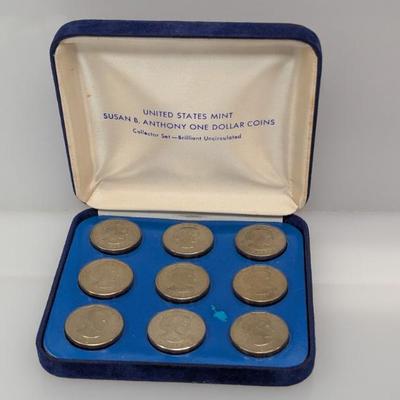 UNITED STATES MINT
SUSAN B. ANTHONY ONE DOLLAR COINS
Collector Set—Brilliant Uncirculated